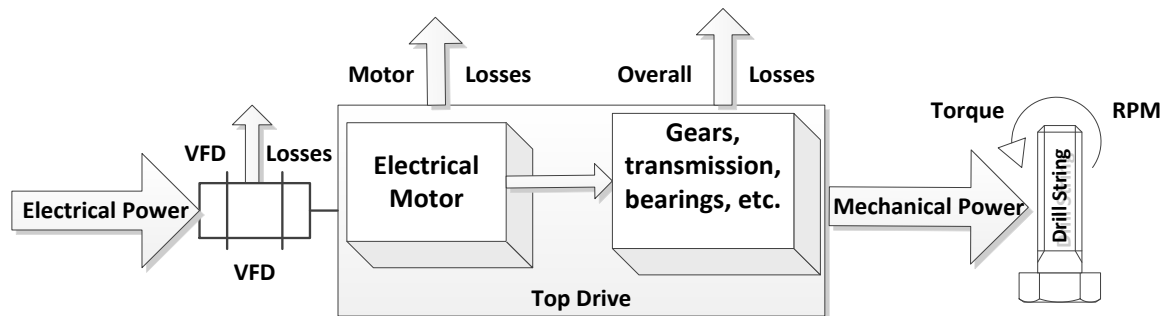 Motor Losses
Overall Losses
Torque RPM
VFD Losses
Electrical
Motor
Gears,
transmission,
bearings, etc.
Electrical Power
Mechanical Power
Drill String
VFD
Top Drive